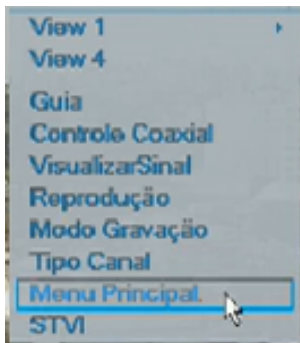 View 1
View 4
Guia
Controle Coaxial
VisualizarSinal
Reprodução
Modo Gravação
Tipo Canal
Menu Principal.
STVI